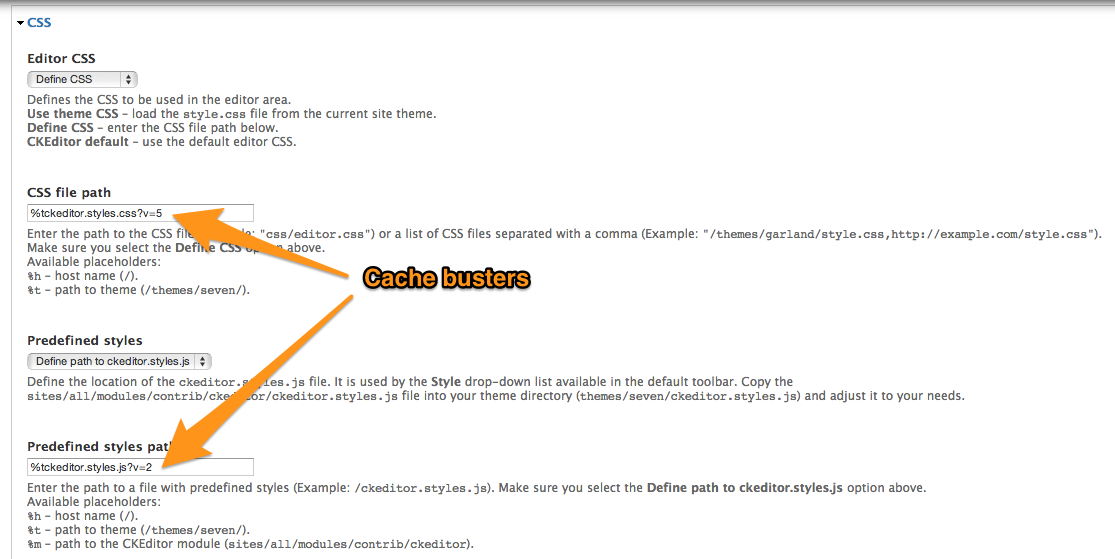 CSS
Editor CSS
Define CSS
Defines the CSS to be used in the editor area.
Use theme CSS – load the style.css file from the current site theme.
Define CSS – enter the CSS file path below.
CKEditor default – use the default editor CSS.
CSS file path
%tckeditor.styles.css?v=5
Enter the path to the CSS file "css/editor.css") or a list of CSS files separated with a comma (Example: "/themes/garland/style.css,http://example.com/style.css").
Make sure you select the Define CSS option above.
Available placeholders:
%h – host name (/).
%t – path to theme (/themes/seven/).
Cache busters
Predefined styles
Define path to ckeditor.styles.js
Define the location of the ckeditor.styles.js file. It is used by the Style drop-down list available in the default toolbar. Copy the
sites/all/modules/contrib/ckeditor/ckeditor.styles.js file into your theme directory (themes/seven/ckeditor.styles.js) and adjust it to your needs.
Predefined styles path
%tckeditor.styles.js?v=2
Enter the path to a file with predefined styles (Example: /ckeditor.styles.js). Make sure you select the Define path to ckeditor.styles.js option above.
Available placeholders:
%h – host name (/).
%t – path to theme (/themes/seven/).
%m – path to the CKEditor module (sites/all/modules/contrib/ckeditor).